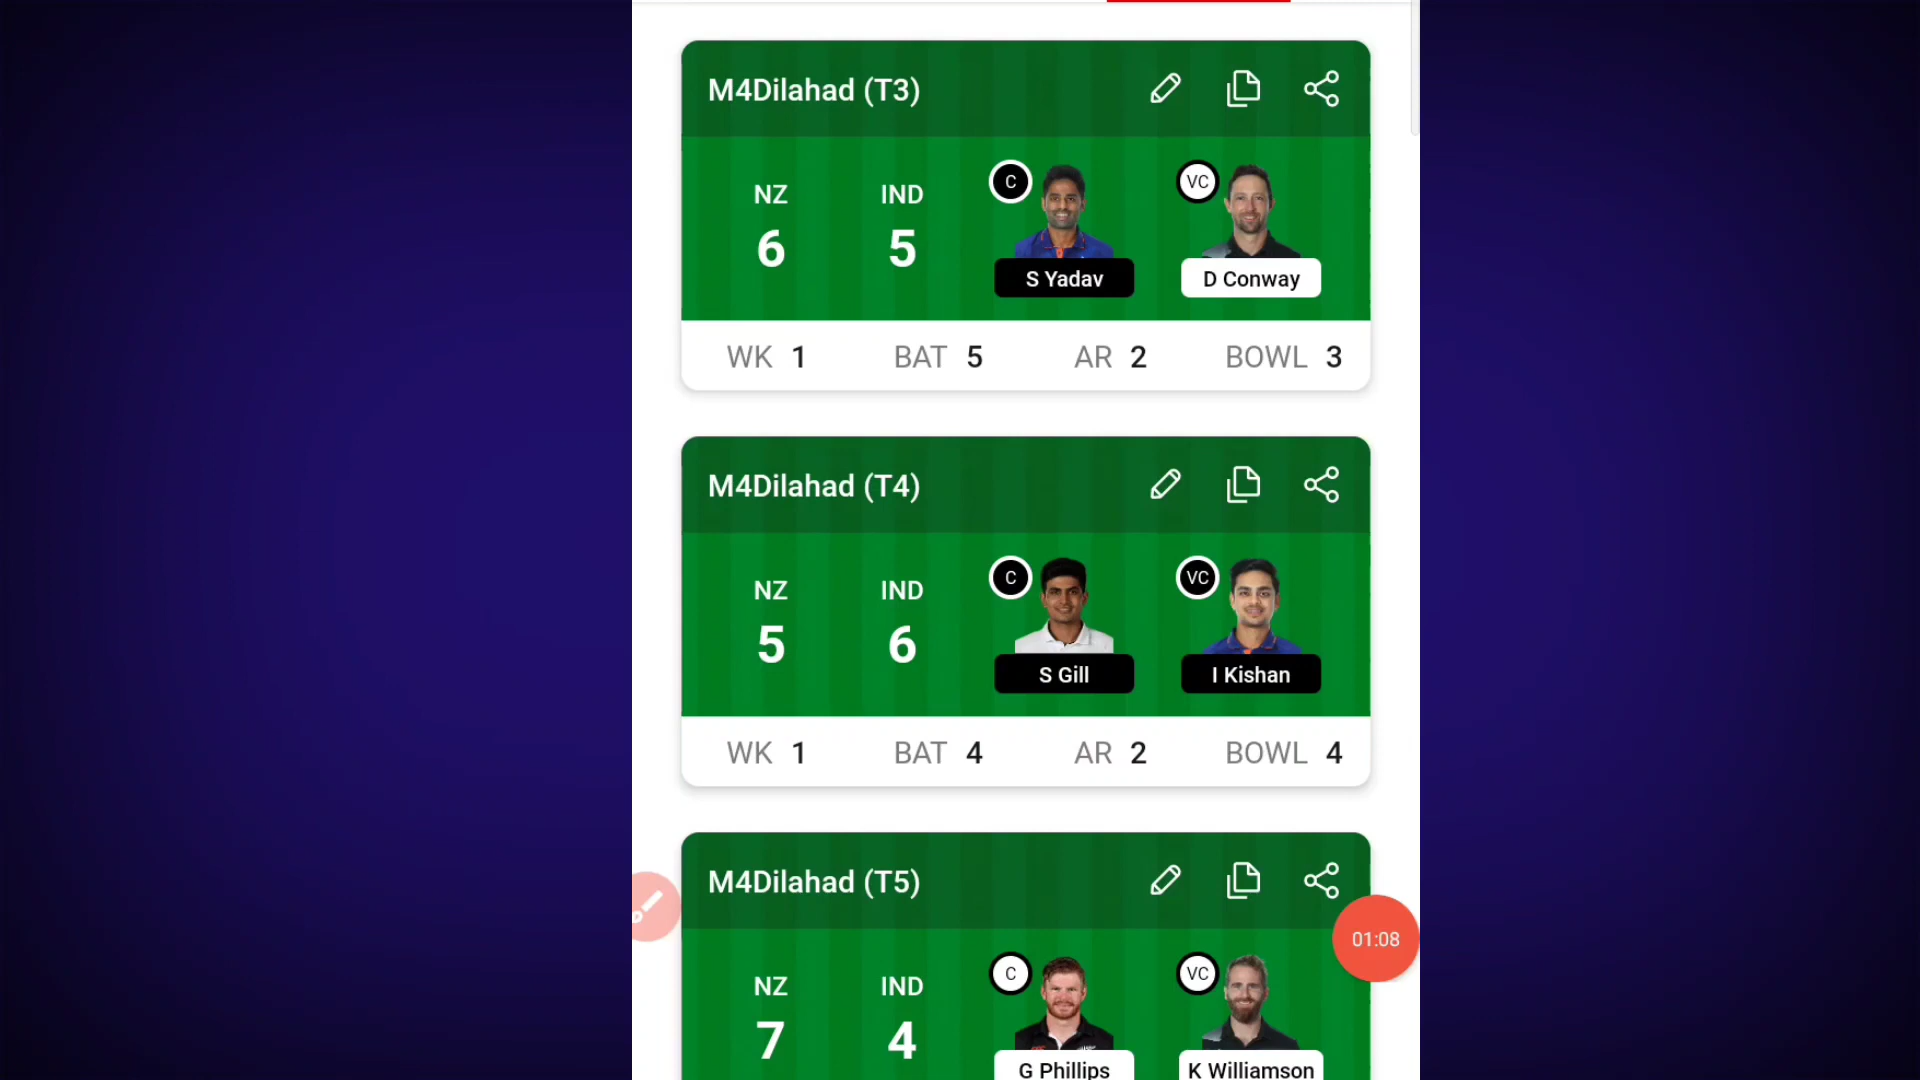 M4Dilahad (T3)
NZ IND C VC
6 5
S Yadav D Conway
WK 1 BAT 5 AR 2 BOWL 3
M4Dilahad (T4)
NZ IND C VC
5 6
S Gill I Kishan
WK 1 BAT 4 AR 2 BOWL 4
M4Dilahad (T5)
01:08
NZ IND C VC
7 4
G Phillips K Williamson